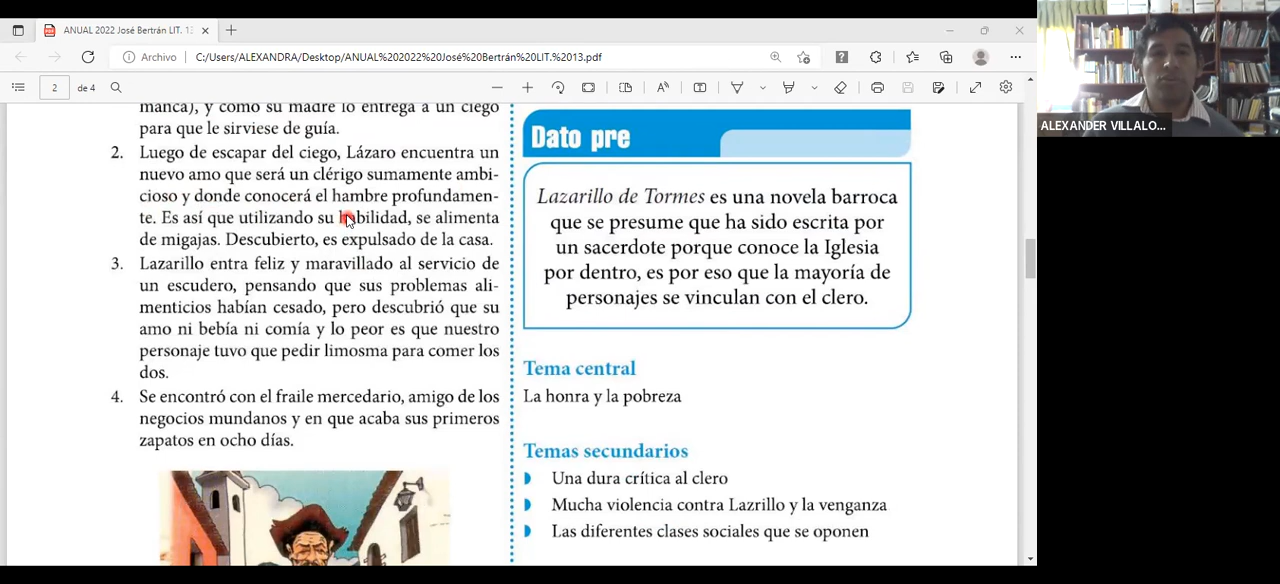 ANUAL 2022 José Bertrán LIT. 1
Archivo
C:/Users/ALEXANDRA/Desktop/ANUAL%202022%20José%20Bertrán%20LIT.%2013.pdf
2
de 4
manca), y como su madre lo entrega a un ciego
para que le sirviese de guía.
2. Luego de escapar del ciego, Lázaro encuentra un
nuevo amo que será un clérigo sumamente ambi-
cioso y donde conocerá el hambre profundamen-
te. Es así que utilizando su habilidad, se alimenta
de migajas. Descubierto, es expulsado de la casa.
3. Lazarillo entra feliz y maravillado al servicio de
un escudero, pensando que sus problemas ali-
menticios habían cesado, pero descubrió que su
amo ni bebía ni comía y lo peor es que nuestro
personaje tuvo que pedir limosma para comer los
dos.
4. Se encontró con el fraile mercedario, amigo de los
negocios mundanos y en que acaba sus primeros
zapatos en ocho días.
Dato pre
Lazarillo de Tormes es una novela barroca
que se presume que ha sido escrita por
un sacerdote porque conoce la Iglesia
por dentro, es por eso que la mayoría de
personajes se vinculan con el clero.
Tema central
La honra y la pobreza
Temas secundarios
Una dura crítica al clero
Mucha violencia contra Lazrillo y la venganza
Las diferentes clases sociales que se oponen
ALEXANDER VILLALO...